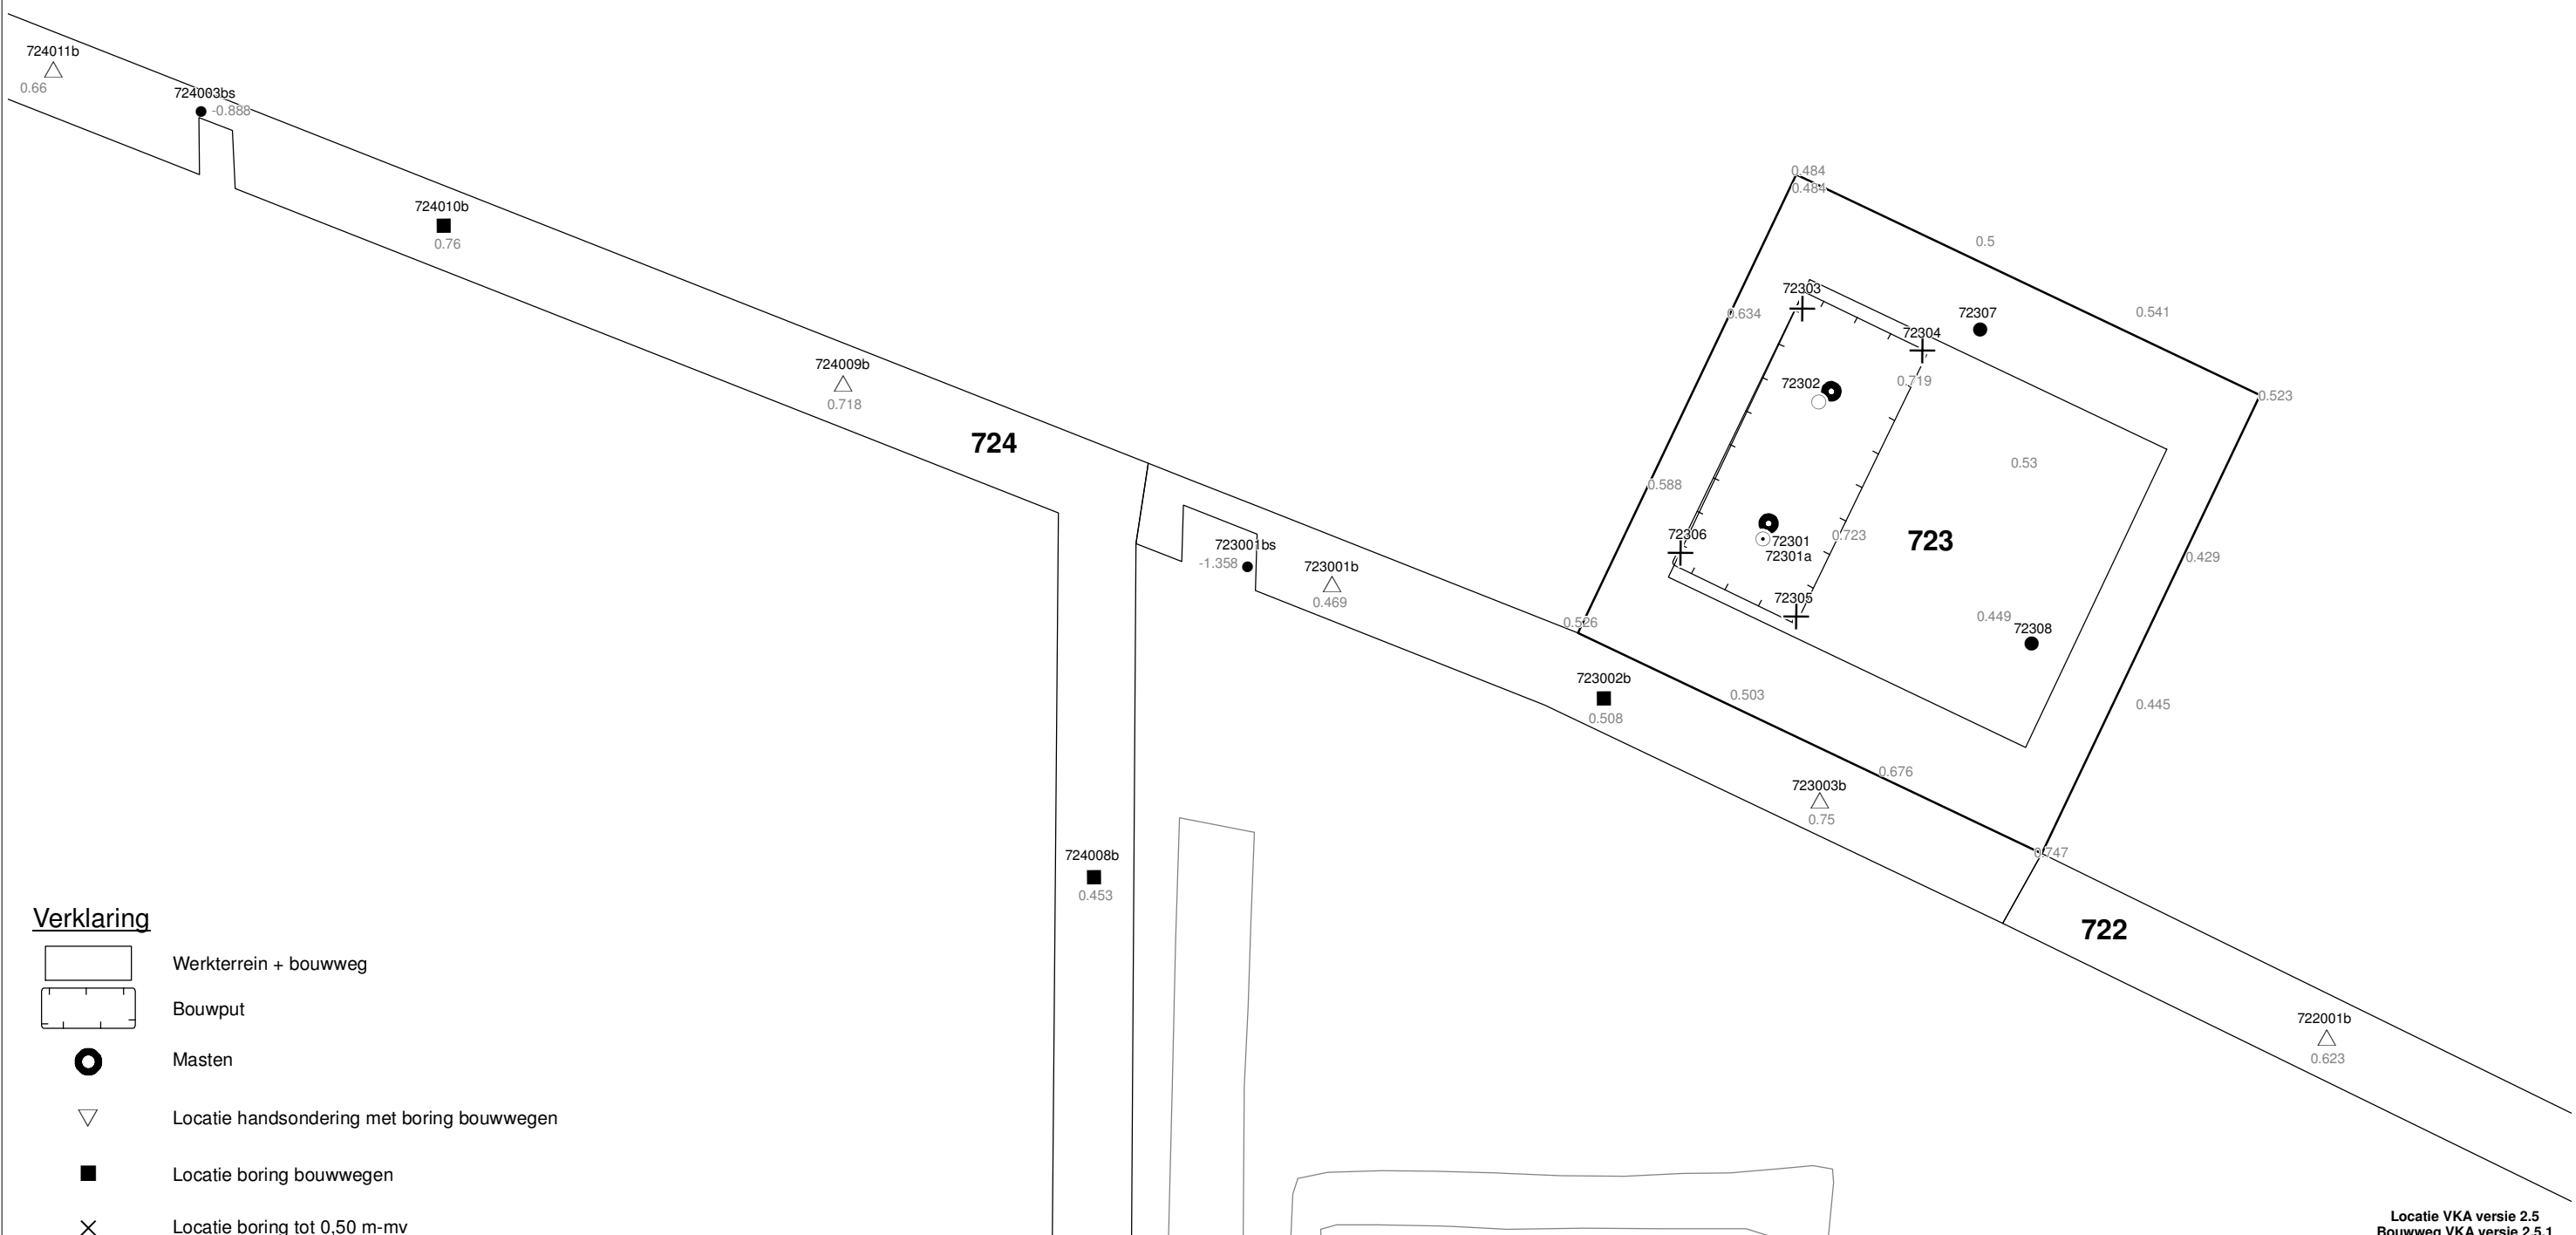 724011b
0.66
724003bs
-0.888
724010b
0.76
724009b
0.718
724
0.484
0.484
0.5
0.541
0.523
0.634
72303
72304
72307
72302
0.719
0.588
0.53
72306
72301
72301a
0.723
723
0.429
72305
0.449
72308
0.445
0.526
723001bs
-1.358
723001b
0.469
723002b
0.508
0.503
0.676
723003b
0.75
0.747
724008b
0.453
722
722001b
0.623
Verklaring
Werkterrein + bouwweg
Bouwput
Masten
Locatie handsondering met boring bouwwegen
Locatie boring bouwwegen
Locatie boring tot 0,50 m-mv
Locatie VKA versie 2.5
Bouwweg VKA versie 2.5.1